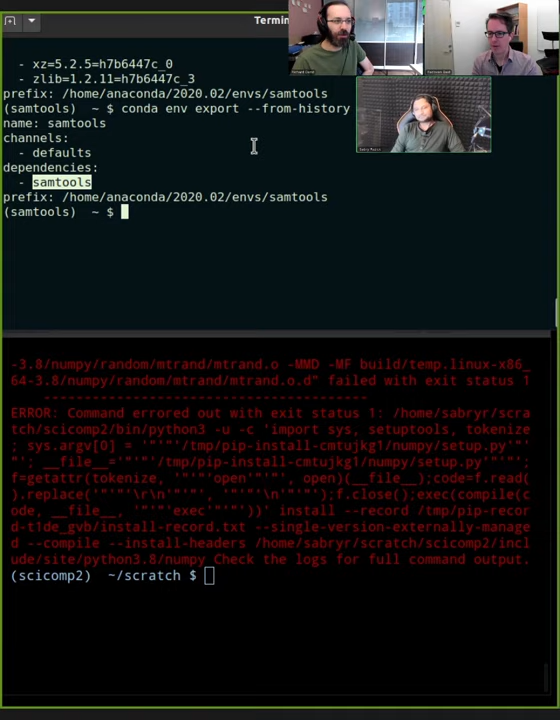 Termin
- xz=5.2.5=h7b6447c_0
- zlib=1.2.11=h7b6447c_3
prefix: /home/anaconda/2020.02/envs/samtools
(samtools) ~ $ conda env export --from-history
name: samtools
channels:
- defaults
dependencies:
- samtools
prefix: /home/anaconda/2020.02/envs/samtools
(samtools) ~ $
-3.8/numpy/random/mtrand.o -MMD -MF build/temp.linux-x86_
64-3.8/numpy/random/mtrand.o.d" failed with exit status 1
----------------------------------------
ERROR: Command errored out with exit status 1: /home/sabryr/scra
tch/scicomp2/bin/python3 -u -c 'import sys, setuptools, tokenize
; sys.argv[0] = '"'"'/tmp/pip-install-cmtujkg1/numpy/setup.py'"'
"'; __file__='"'"'/tmp/pip-install-cmtujkg1/numpy/setup.py'"'"';
f=getattr(tokenize, '"'"'open'"'"', open)(__file__);code=f.read(
).replace('"'"'\r\n'"'"', '"'"'\n'"'"');f.close();exec(compile(c
ode, __file__, '"'"'exec'"'"'))' install --record /tmp/pip-recor
d-t1de_gvb/install-record.txt --single-version-externally-manage
d --compile --install-headers /home/sabryr/scratch/scicomp2/incl
ude/site/python3.8/numpy Check the logs for full command output.
(scicomp2) ~/scratch $